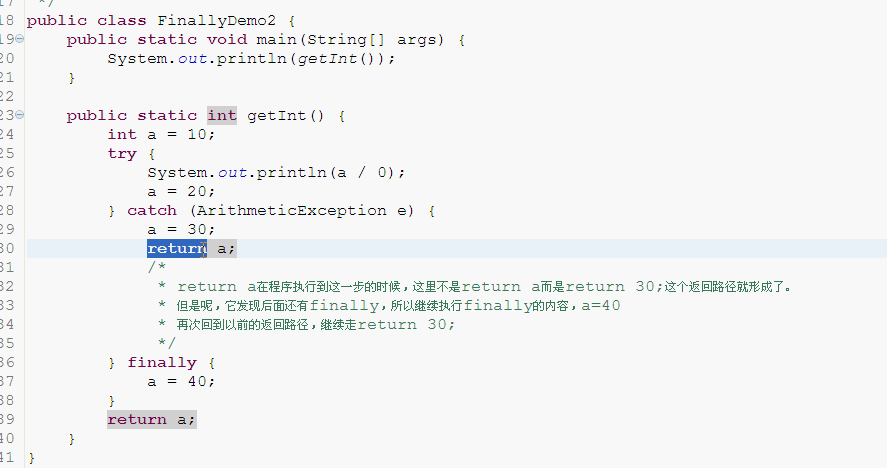 17 */
18 public class FinallyDemo2 {
19 public static void main(String[] args) {
20 System.out.println(getInt());
21 }
22
23 public static int getInt() {
24 int a = 10;
25 try {
26 System.out.println(a / 0);
27 a = 20;
28 } catch (ArithmeticException e) {
29 a = 30;
30 return a;
31 /*
32 * return a在程序执行到这一步的时候，这里不是return a而是return 30;这个返回路径就形成了。
33 * 但是呢，它发现后面还有finally，所以继续执行finally的内容，a=40
34 * 再次回到以前的返回路径，继续走return 30;
35 */
36 } finally {
37 a = 40;
38 }
39 return a;
40 }
41 }